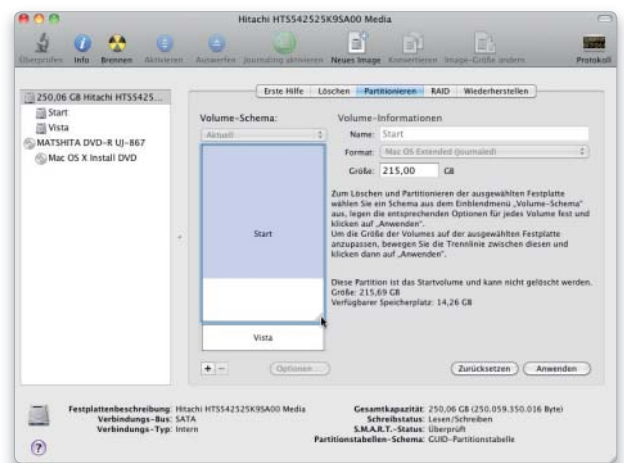 Hitachi HTS542525K9SA00 Media
Überprüfen Info Brennen Aktivieren Auswerfen Journaling aktivieren Neues Image Konvertieren Image-Größe ändern Protokoll
Erste Hilfe Löschen Partitionieren RAID Wiederherstellen
250,06 GB Hitachi HTS5425...
Start
Vista
MATSHITA DVD-R UJ-867
Mac OS X Install DVD
Volume-Schema:
Aktuell
Start
Vista
+ -
Optionen ...
Volume-Informationen
Name: Start
Format: Mac OS Extended (Journaled)
Größe: 215,00 GB
Zum Löschen und Partitionieren der ausgewählten Festplatte
wählen Sie ein Schema aus dem Einblendmenü „Volume-Schema“
aus, legen die entsprechenden Optionen für jedes Volume fest und
klicken auf „Anwenden“.
Um die Größe der Volumes auf der ausgewählten Festplatte
anzupassen, bewegen Sie die Trennlinie zwischen diesen und
klicken dann auf „Anwenden“.
Diese Partition ist das Startvolume und kann nicht gelöscht werden.
Größe: 215,69 GB
Verfügbarer Speicherplatz: 14,26 GB
Zurücksetzen Anwenden
Festplattenbeschreibung: Hitachi HTS542525K9SA00 Media
Verbindungs-Bus: SATA
Verbindungs-Typ: Intern
Gesamtkapazität: 250,06 GB (250.059.350.016 Byte)
Schreibstatus: Lesen/Schreiben
S.M.A.R.T.-Status: Überprüft
Partitionstabellen-Schema: GUID-Partitionstabelle
?